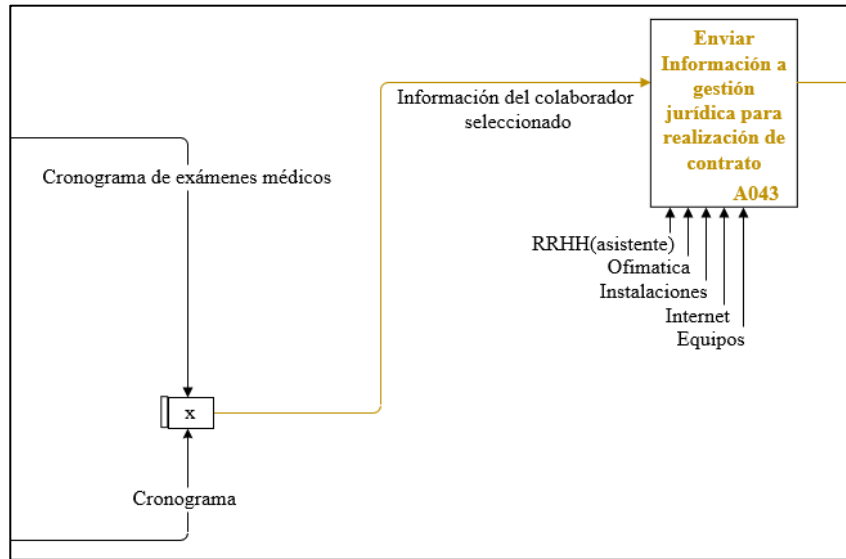 Enviar
Información a
gestión
jurídica para
realización de
contrato
A043
Información del colaborador
seleccionado
Cronograma de exámenes médicos
RRHH(asistente)
Ofimatica
Instalaciones
Internet
Equipos
x
Cronograma